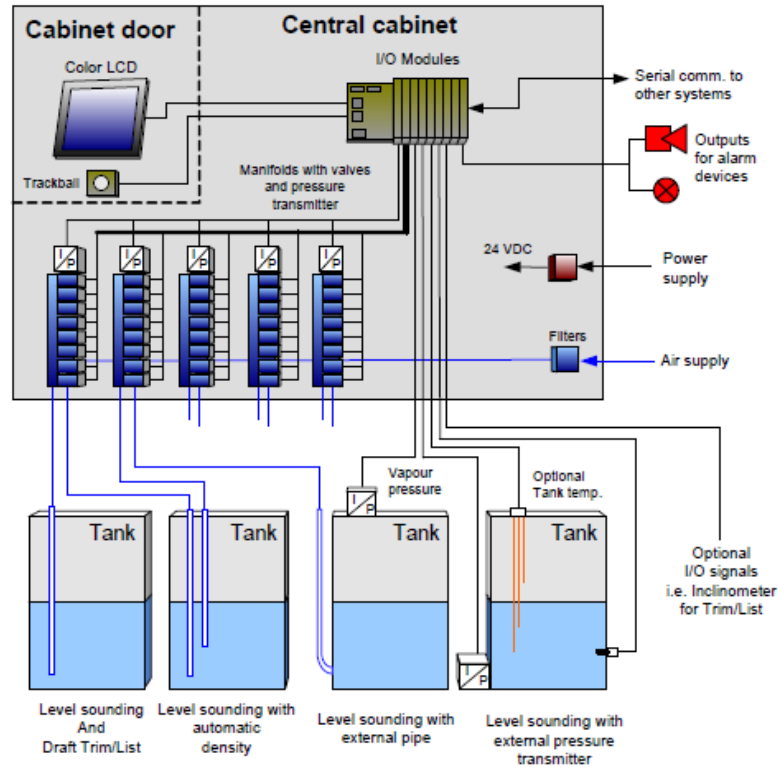 Cabinet door
Central cabinet
Color LCD
I/O Modules
Serial comm. to
other systems
Outputs
for alarm
devices
Trackball
Manifolds with valves
and pressure
transmitter
24 VDC
Power
supply
I/P
I/P
I/P
I/P
I/P
Filters
Air supply
Vapour
pressure
Optional
Tank temp.
I/P
Tank
Tank
Tank
Tank
Optional
I/O signals
i.e. Inclinometer
for Trim/List
I/P
Level sounding
And
Draft Trim/List
Level sounding with
automatic
density
Level sounding with
external pipe
Level sounding with
external pressure
transmitter